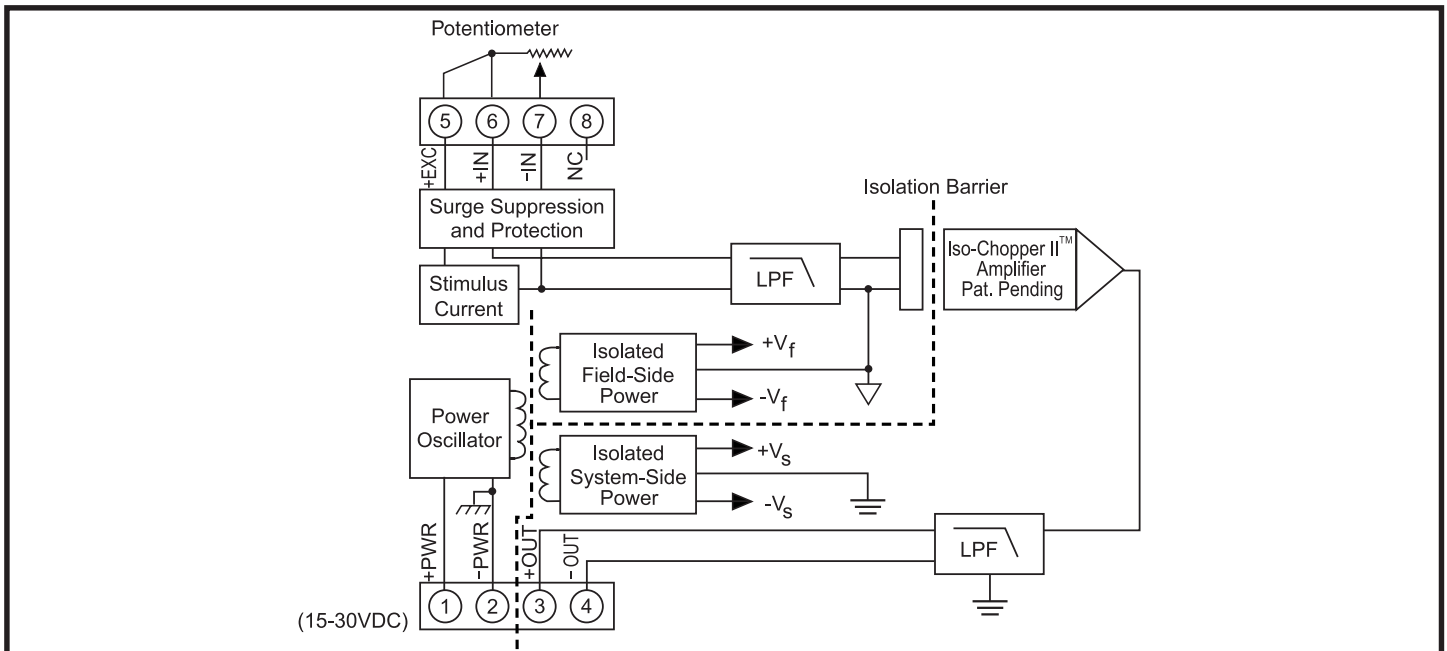 Potentiometer
5 6 7 8
+EXC
+IN
-IN
NC
Surge Suppression
and Protection
Isolation Barrier
Stimulus
Current
LPF
Iso-Chopper II™
Amplifier
Pat. Pending
Isolated
Field-Side
Power
+Vf
-Vf
Power
Oscillator
Isolated
System-Side
Power
+Vs
-Vs
+PWR
-PWR
+OUT
-OUT
LPF
(15-30VDC)
1 2 3 4